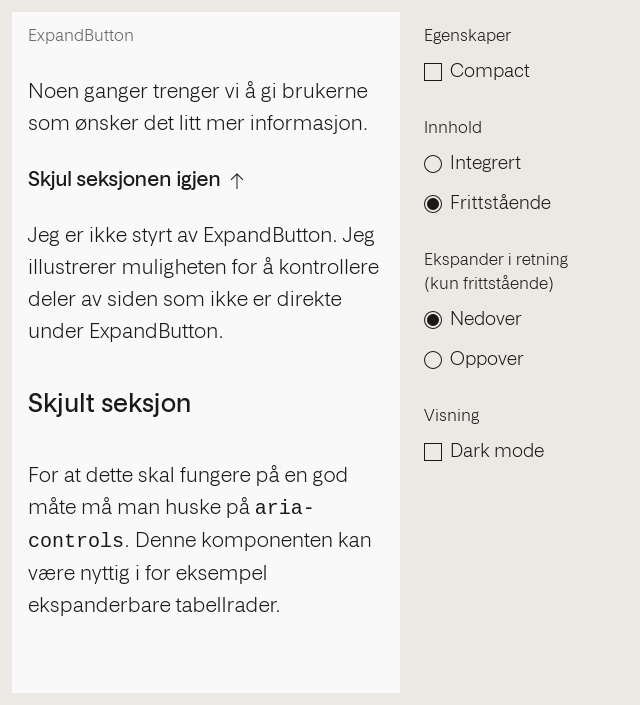 ExpandButton
Noen ganger trenger vi å gi brukerne
som ønsker det litt mer informasjon.
Skjul seksjonen igjen ↑
Jeg er ikke styrt av ExpandButton. Jeg
illustrerer muligheten for å kontrollere
deler av siden som ikke er direkte
under ExpandButton.
Skjult seksjon
For at dette skal fungere på en god
måte må man huske på aria-
controls. Denne komponenten kan
være nyttig i for eksempel
ekspanderbare tabellrader.
Egenskaper
Compact
Innhold
Integrert
Frittstående
Ekspander i retning
(kun frittstående)
Nedover
Oppover
Visning
Dark mode